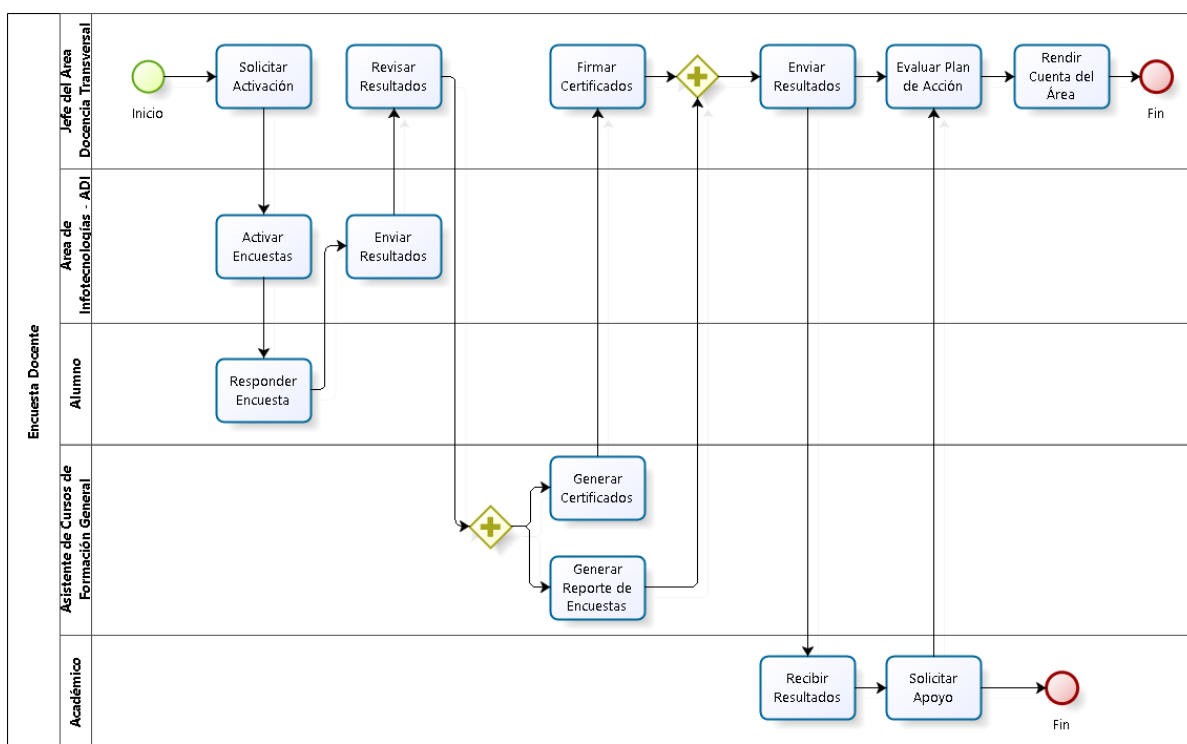 Encuesta Docente
Jefe del Area
Docencia Transversal
Inicio
Solicitar
Activación
Revisar
Resultados
Firmar
Certificados
Enviar
Resultados
Evaluar Plan
de Acción
Rendir
Cuenta del
Área
Fin
Area de
Infotecnologías - ADI
Activar
Encuestas
Enviar
Resultados
Alumno
Responder
Encuesta
Asistente de Cursos de
Formación General
Generar
Certificados
Generar
Reporte de
Encuestas
Académico
Recibir
Resultados
Solicitar
Apoyo
Fin